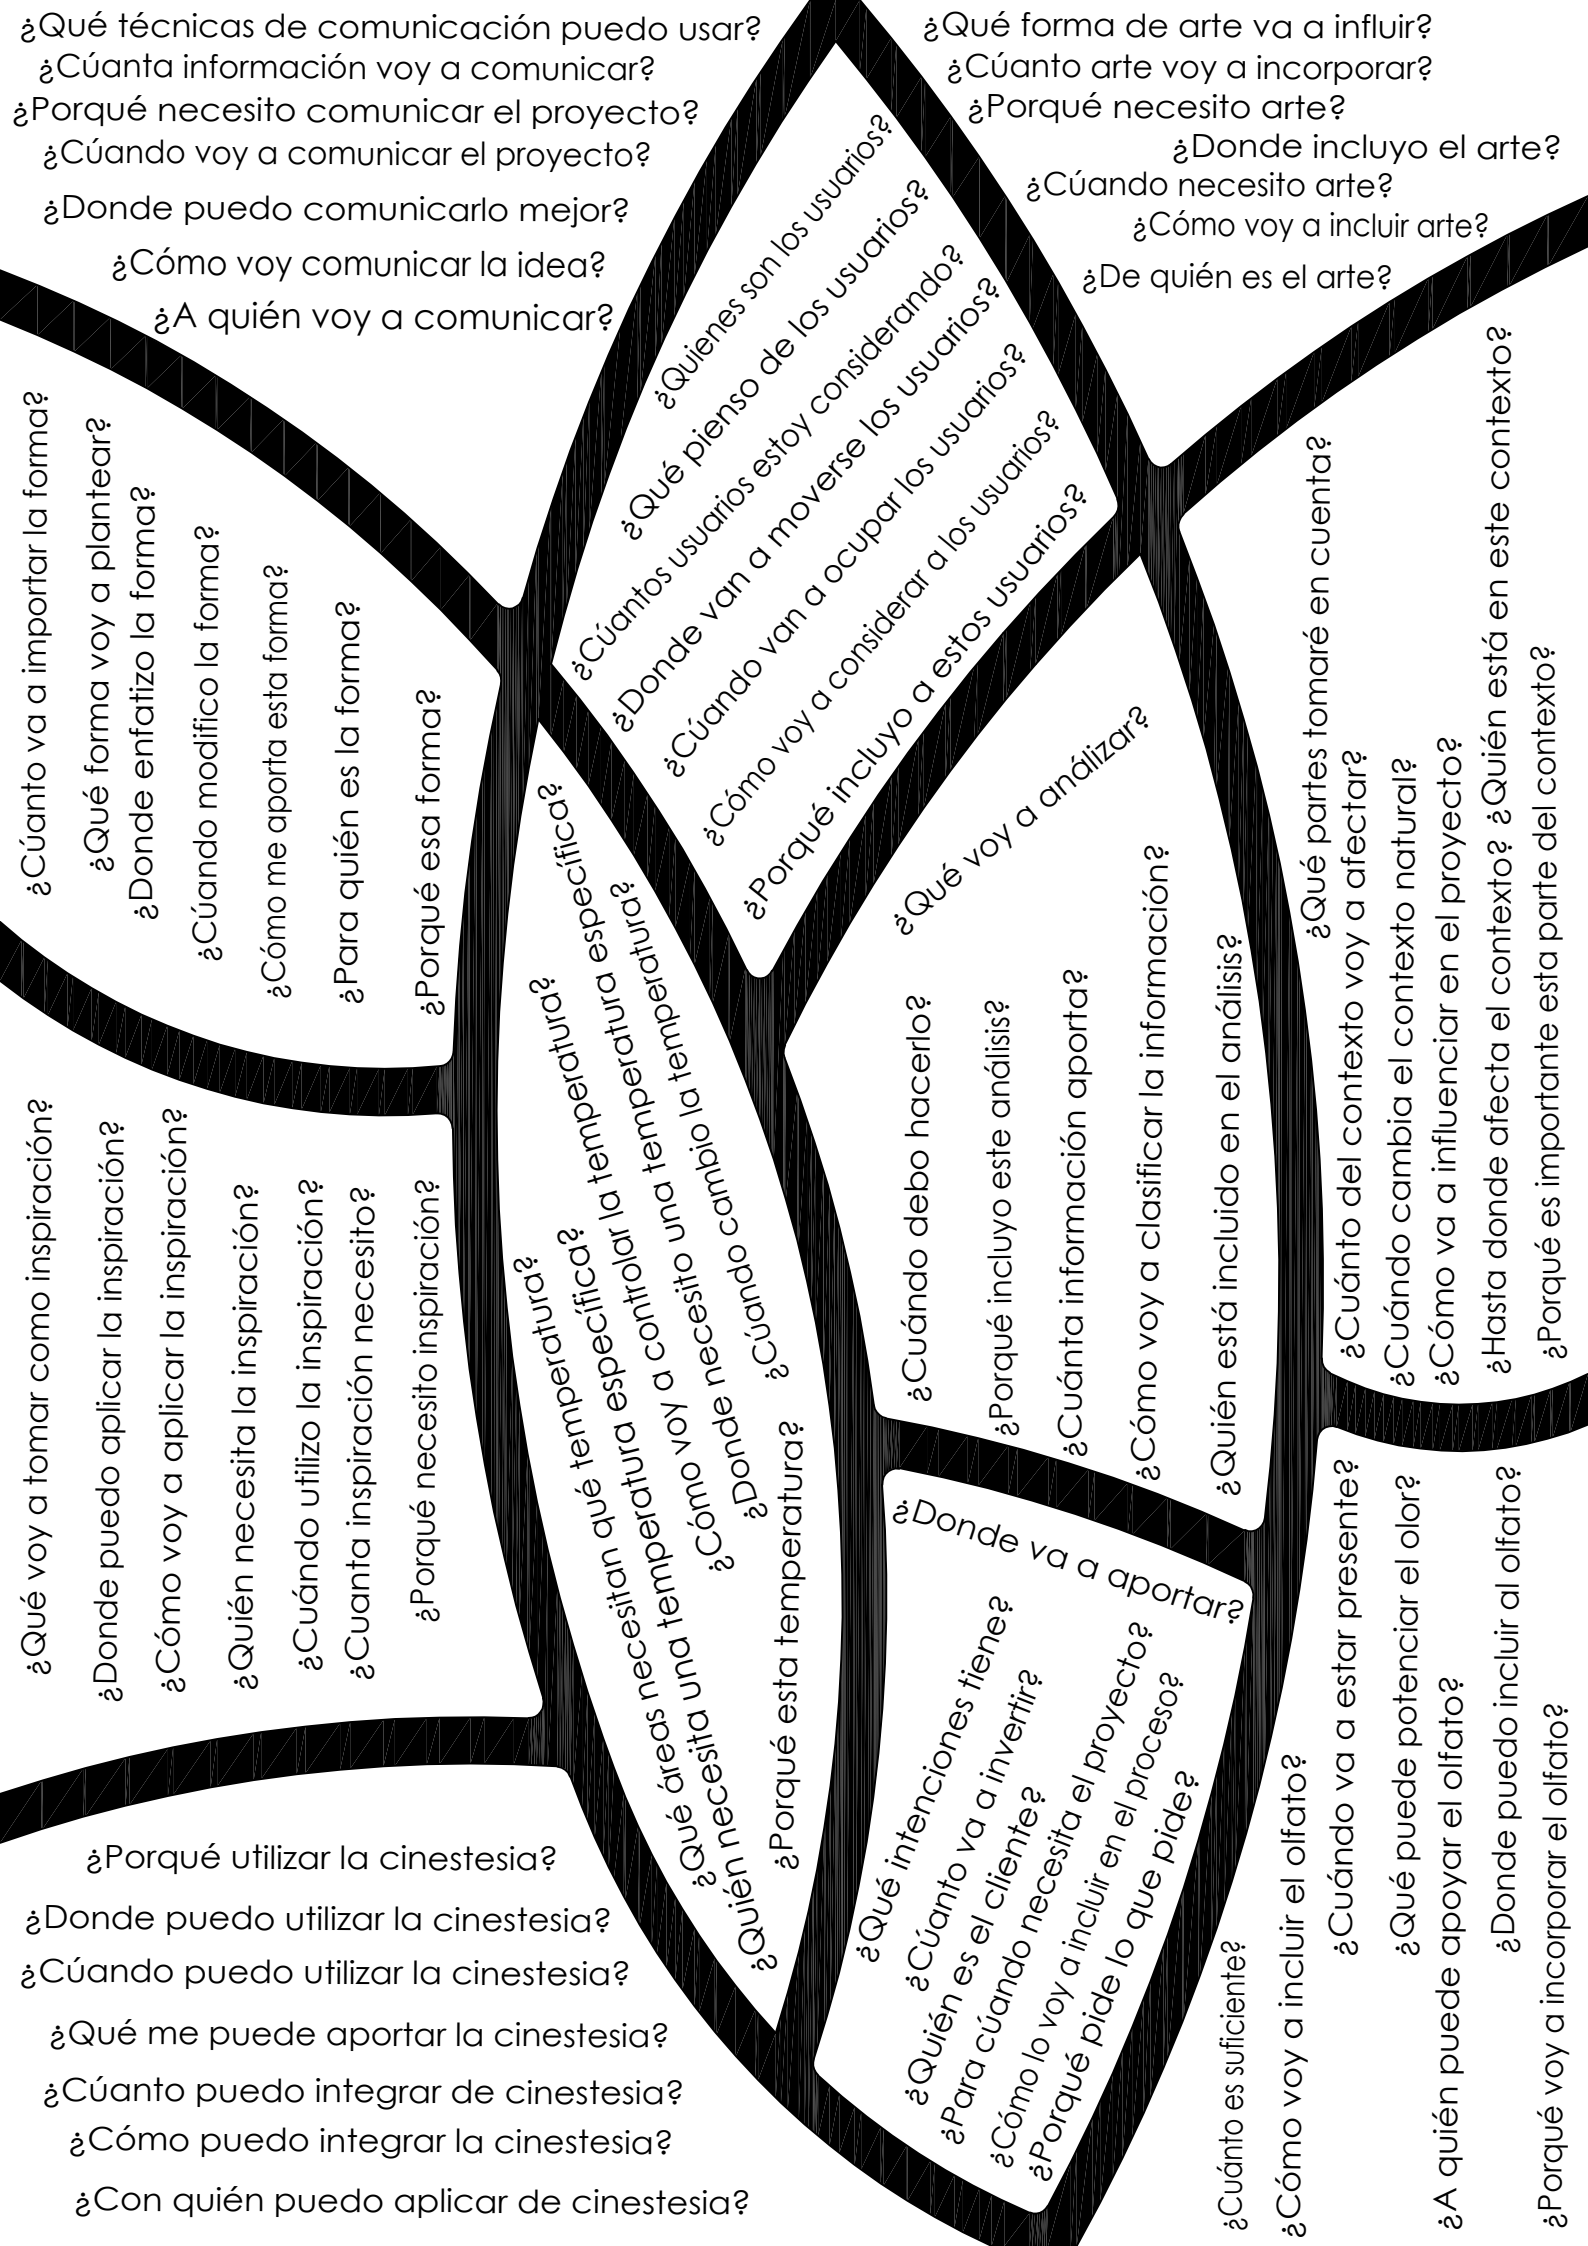 ¿Qué técnicas de comunicación puedo usar?
¿Cúanta información voy a comunicar?
¿Porqué necesito comunicar el proyecto?
¿Cúando voy a comunicar el proyecto?
¿Donde puedo comunicarlo mejor?
¿Cómo voy comunicar la idea?
¿A quién voy a comunicar?
¿Qué forma de arte va a influir?
¿Cúanto arte voy a incorporar?
¿Porqué necesito arte?
¿Donde incluyo el arte?
¿Cúando necesito arte?
¿Cómo voy a incluir arte?
¿De quién es el arte?
¿Quienes son los usuarios?
¿Qué pienso de los usuarios?
¿Cúantos usuarios estoy considerando?
¿Donde van a moverse los usuarios?
¿Cúando van a ocupar los usuarios?
¿Cómo voy a considerar a los usuarios?
¿Porqué incluyo a estos usuarios?
¿Cúanto va a importar la forma?
¿Qué forma voy a plantear?
¿Donde enfatizo la forma?
¿Cúando modifico la forma?
¿Cómo me aporta esta forma?
¿Para quién es la forma?
¿Porqué esa forma?
¿Qué voy a análizar?
¿Cuándo debo hacerlo?
¿Porqué incluyo este análisis?
¿Cuánta información aporta?
¿Cómo voy a clasificar la información?
¿Quién está incluido en el análisis?
¿Qué partes tomaré en cuenta?
¿Cuánto del contexto voy a afectar?
¿Cuándo cambia el contexto natural?
¿Cómo va a influenciar en el proyecto?
¿Hasta donde afecta el contexto? ¿Quién está en este contexto?
¿Porqué es importante esta parte del contexto?
¿Qué voy a tomar como inspiración?
¿Donde puedo aplicar la inspiración?
¿Cómo voy a aplicar la inspiración?
¿Quién necesita la inspiración?
¿Cuándo utilizo la inspiración?
¿Cuanta inspiración necesito?
¿Porqué necesito inspiración?
¿Qué áreas necesitan qué temperaturas?
¿Quién necesita una temperatura específica?
¿Cómo voy a controlar la temperatura?
¿Donde necesito una temperatura específica?
¿Cúando cambio la temperatura?
¿Porqué esta temperatura?
¿Donde va a aportar?
¿Qué intenciones tiene?
¿Cúanto va a invertir?
¿Quién es el cliente?
¿Para cúando necesita el proyecto?
¿Cómo lo voy a incluir en el proceso?
¿Porqué pide lo que pide?
¿Cuánto es suficiente?
¿Cómo voy a incluir el olfato?
¿Cuándo va a estar presente?
¿Qué puede potenciar el olor?
¿A quién puede apoyar el olfato?
¿Donde puedo incluir al olfato?
¿Porqué voy a incorporar el olfato?
¿Porqué utilizar la cinestesia?
¿Donde puedo utilizar la cinestesia?
¿Cúando puedo utilizar la cinestesia?
¿Qué me puede aportar la cinestesia?
¿Cúanto puedo integrar de cinestesia?
¿Cómo puedo integrar la cinestesia?
¿Con quién puedo aplicar de cinestesia?